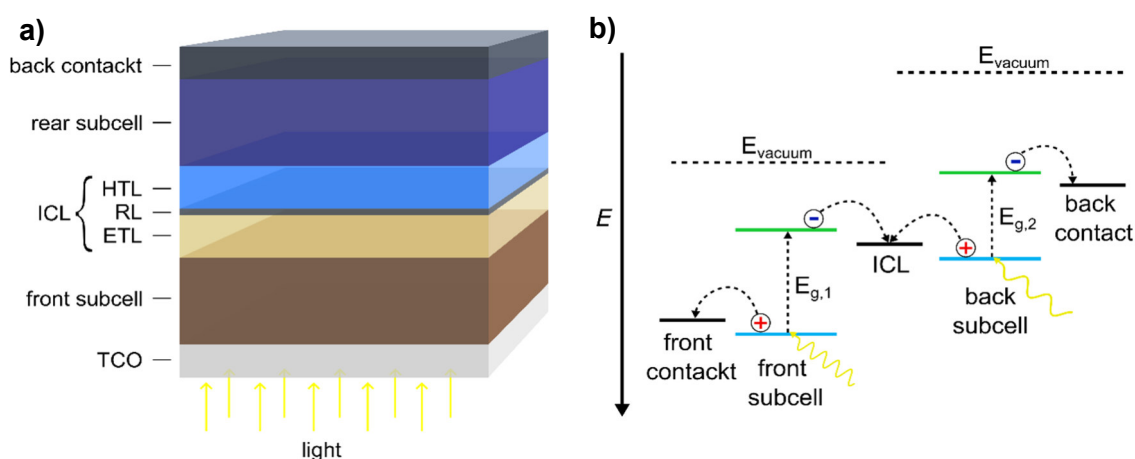 a)
back contackt
rear subcell
ICL
HTL
RL
ETL
front subcell
TCO
light
b)
E
E_vacuum
E_vacuum
E_g,1
E_g,2
ICL
back
contact
back
subcell
front
contackt
front
subcell
+
-
+
-